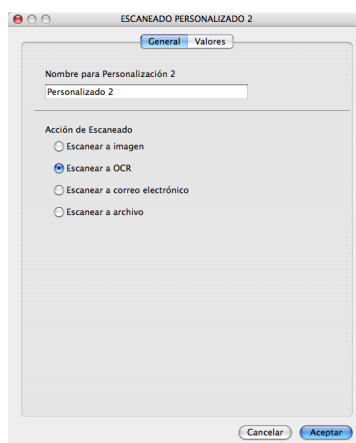 ESCANEADO PERSONALIZADO 2
General Valores
Nombre para Personalización 2
Personalizado 2
Acción de Escaneado
Escanear a imagen
Escanear a OCR
Escanear a correo electrónico
Escanear a archivo
Cancelar Aceptar